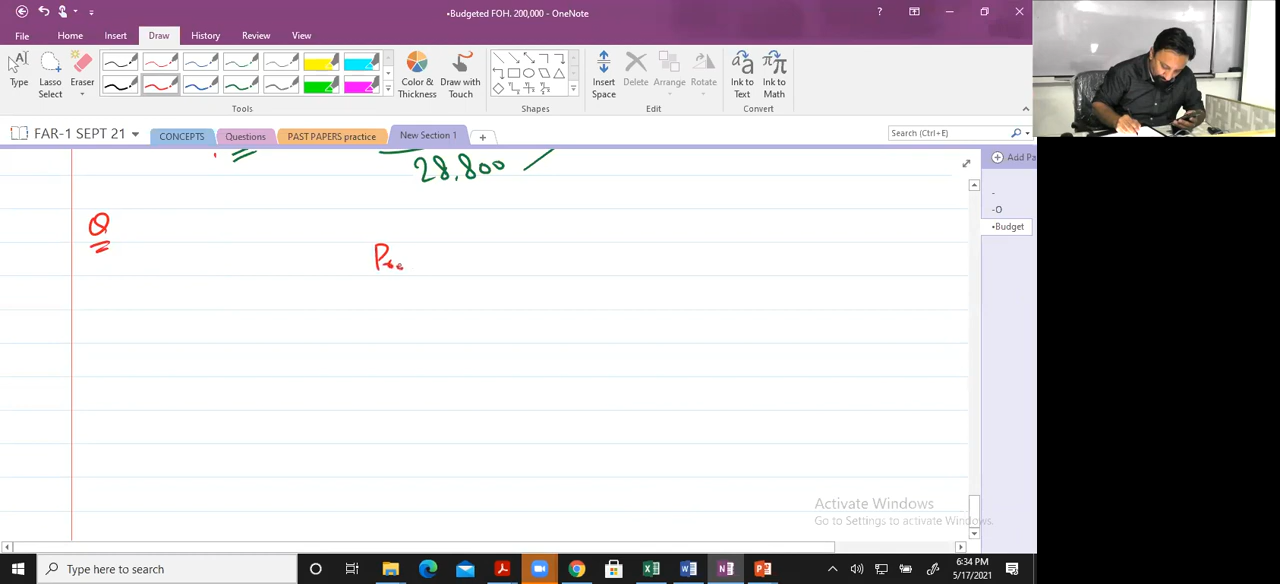 •Budgeted FOH. 200,000 - OneNote
?
File
Home
Insert
Draw
History
Review
View
Type
Lasso Select
Eraser
Color & Thickness
Draw with Touch
Insert Space
Delete
Arrange
Rotate
Ink to Text
Ink to Math
Tools
Shapes
Edit
Convert
FAR-1 SEPT 21
CONCEPTS
Questions
PAST PAPERS practice
New Section 1
Search (Ctrl+E)
Add Pa
28,800
-
-O
•Budget
Q
Pro
Activate Windows
Go to Settings to activate Windows.
Type here to search
6:34 PM
5/17/2021